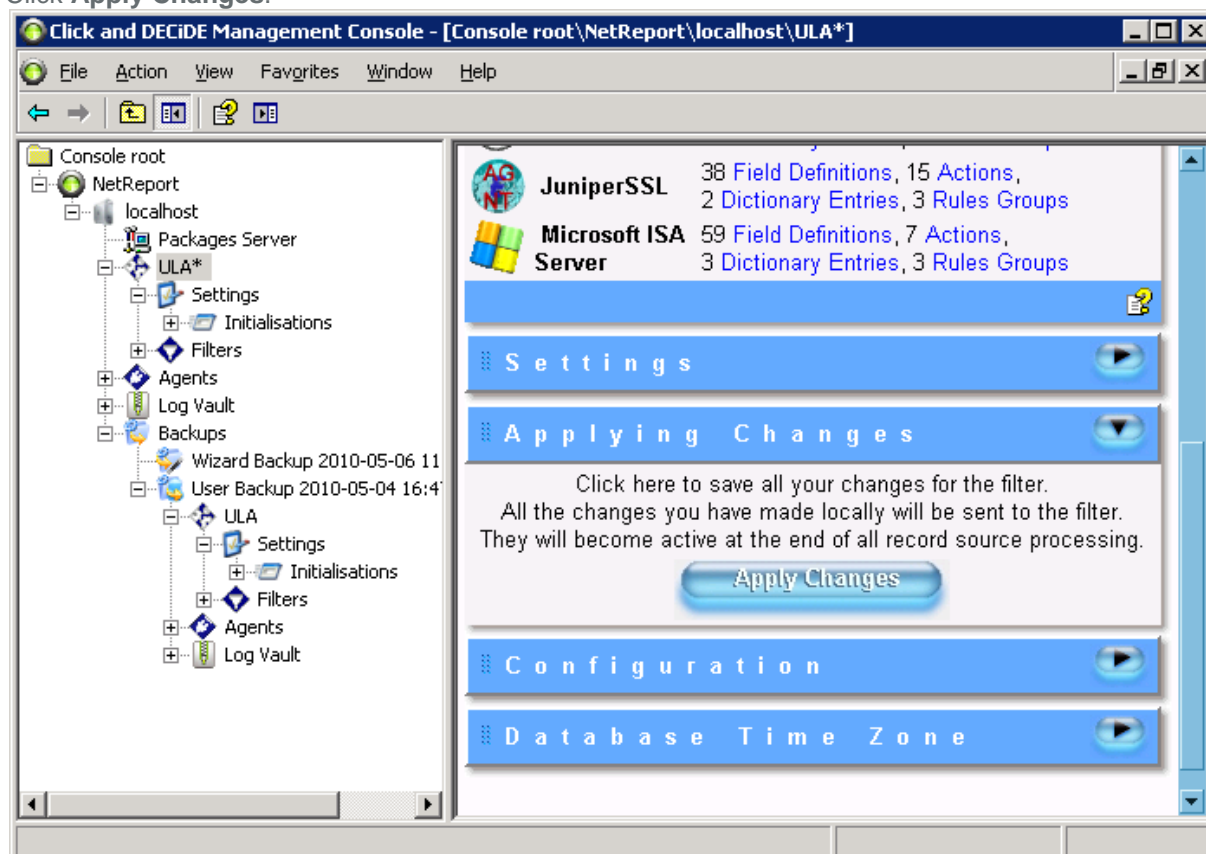 Click Apply Changes.
Click and DECiDE Management Console - [Console root\NetReport\localhost\ULA*]
File Action View Favorites Window Help
Console root
NetReport
localhost
Packages Server
ULA*
Settings
Initialisations
Filters
Agents
Log Vault
Backups
Wizard Backup 2010-05-06 11
User Backup 2010-05-04 16:4
ULA
Settings
Initialisations
Filters
Agents
Log Vault
AG
NT
JuniperSSL
38 Field Definitions, 15 Actions,
2 Dictionary Entries, 3 Rules Groups
Microsoft ISA Server
59 Field Definitions, 7 Actions,
3 Dictionary Entries, 3 Rules Groups
Settings
Applying Changes
Click here to save all your changes for the filter.
All the changes you have made locally will be sent to the filter.
They will become active at the end of all record source processing.
Apply Changes
Configuration
Database Time Zone